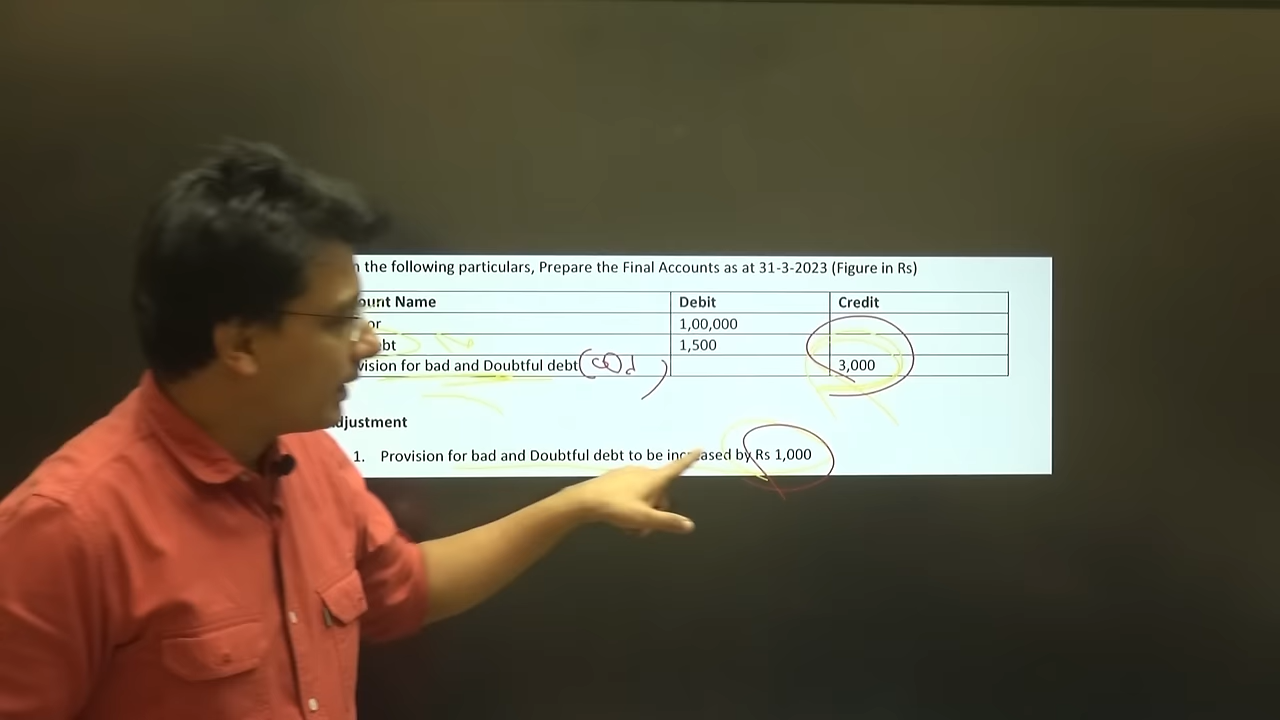 the following particulars, Prepare the Final Accounts as at 31-3-2023 (Figure in Rs)
ount Name Debit Credit
or 1,00,000
bt 1,500
vision for bad and Doubtful debt 3,000
djustment
1. Provision for bad and Doubtful debt to be increased by Rs 1,000